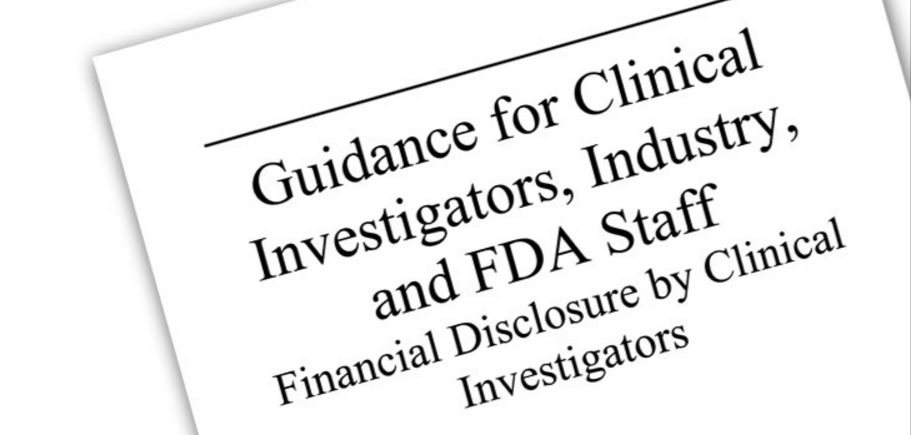 Guidance for Clinical
Investigators, Industry,
and FDA Staff
Financial Disclosure by Clinical
Investigators